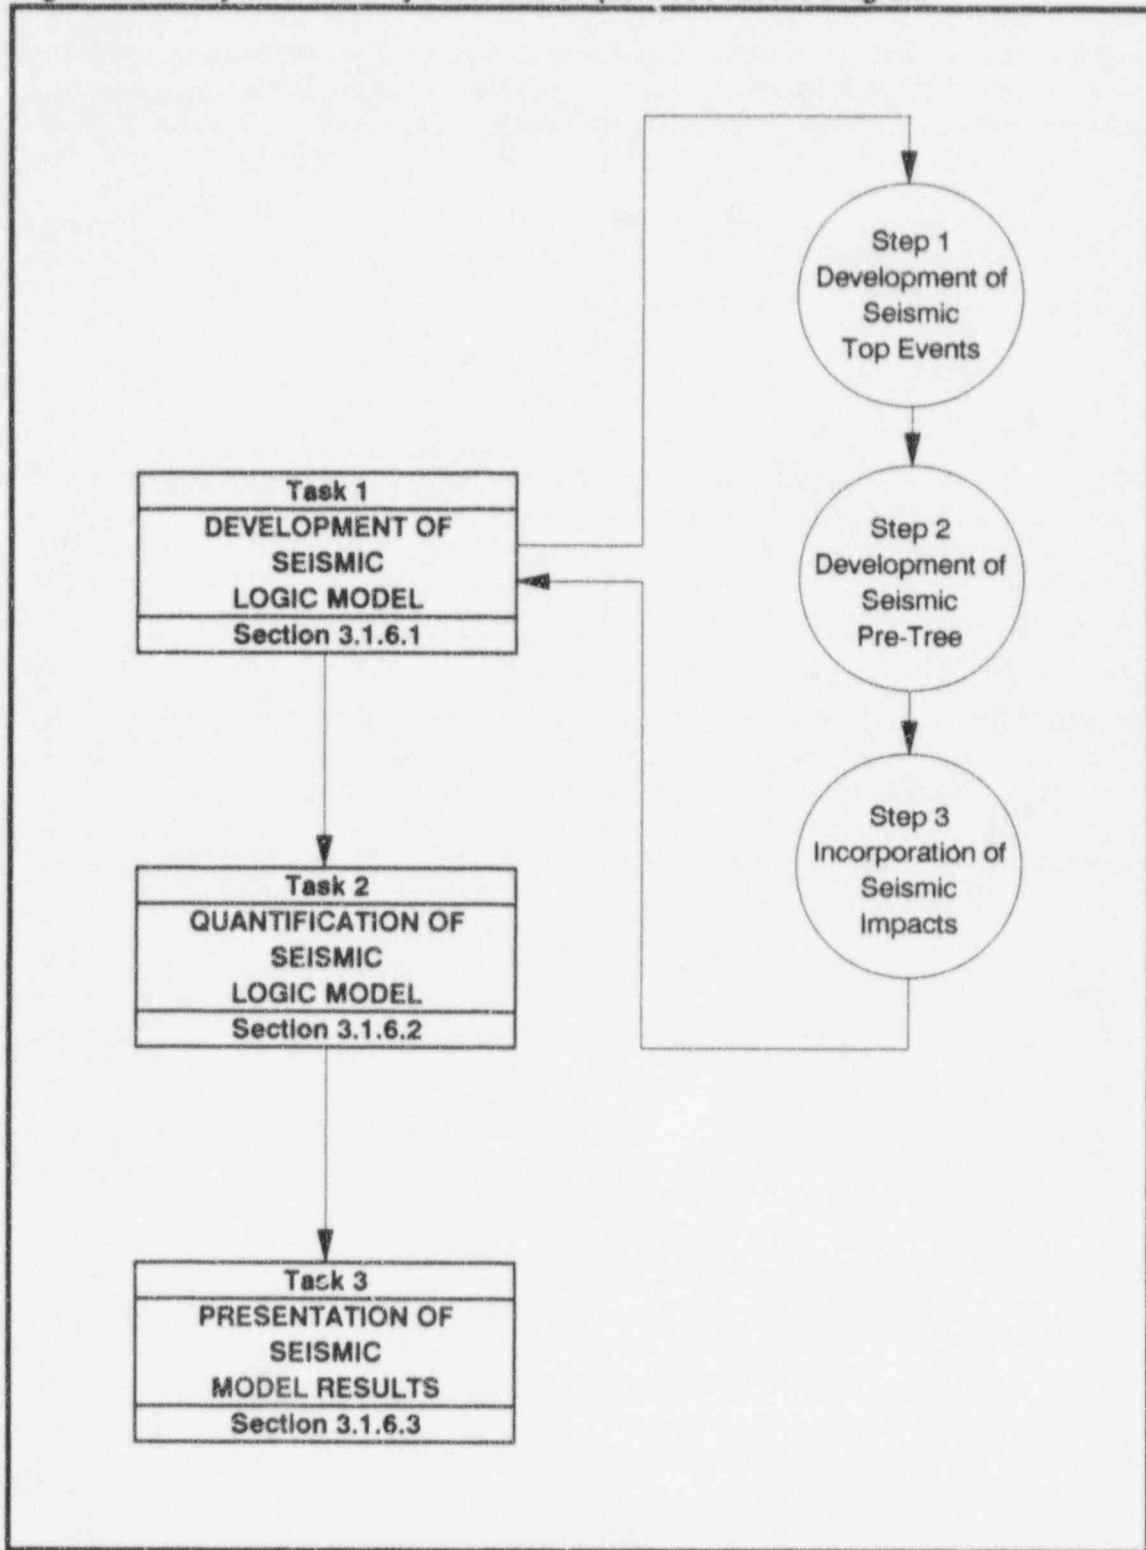 Task 1
DEVELOPMENT OF
SEISMIC
LOGIC MODEL
Section 3.1.6.1
Task 2
QUANTIFICATION OF
SEISMIC
LOGIC MODEL
Section 3.1.6.2
Task 3
PRESENTATION OF
SEISMIC
MODEL RESULTS
Section 3.1.6.3
Step 1
Development of
Seismic
Top Events
Step 2
Development of
Seismic
Pre-Tree
Step 3
Incorporation of
Seismic
Impacts